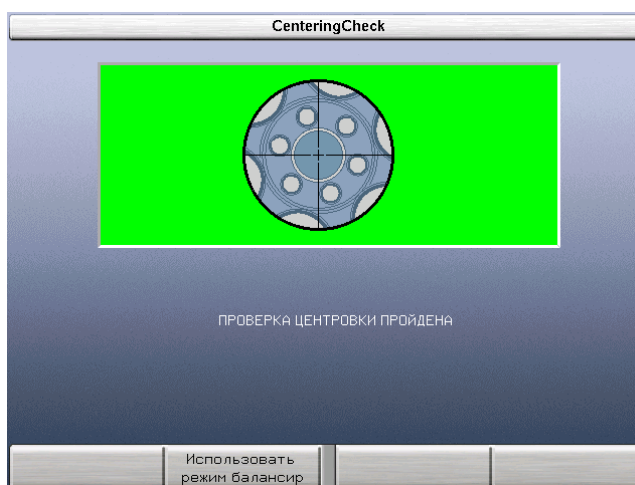 CenteringCheck
ПРОВЕРКА ЦЕНТРОВКИ ПРОЙДЕНА
Использовать
режим балансир